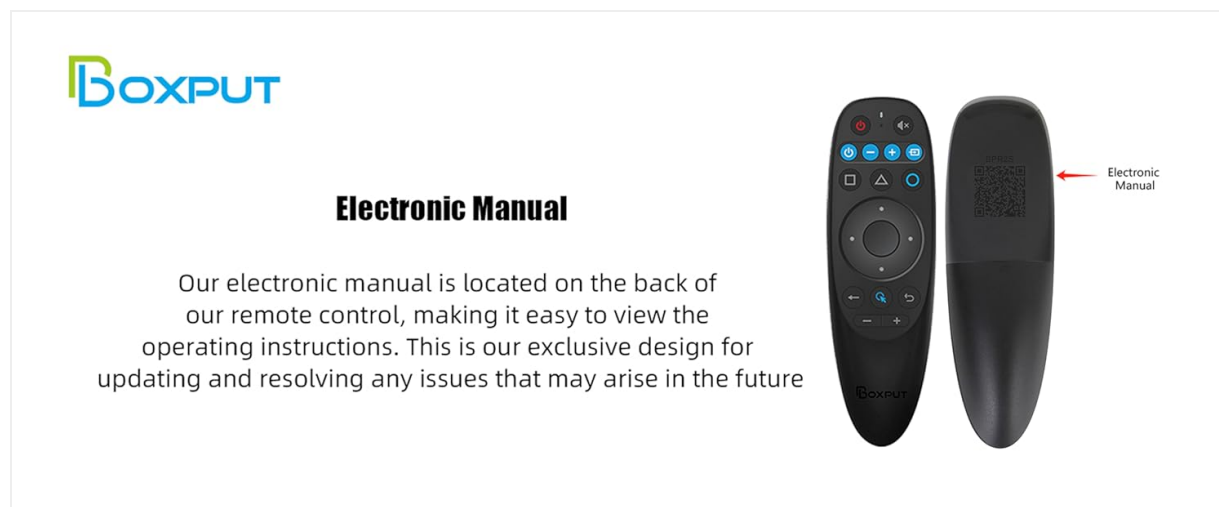 BOXPUT
Electronic Manual
Our electronic manual is located on the back of
our remote control, making it easy to view the
operating instructions. This is our exclusive design for
updating and resolving any issues that may arise in the future
BOXPUT
Electronic
Manual